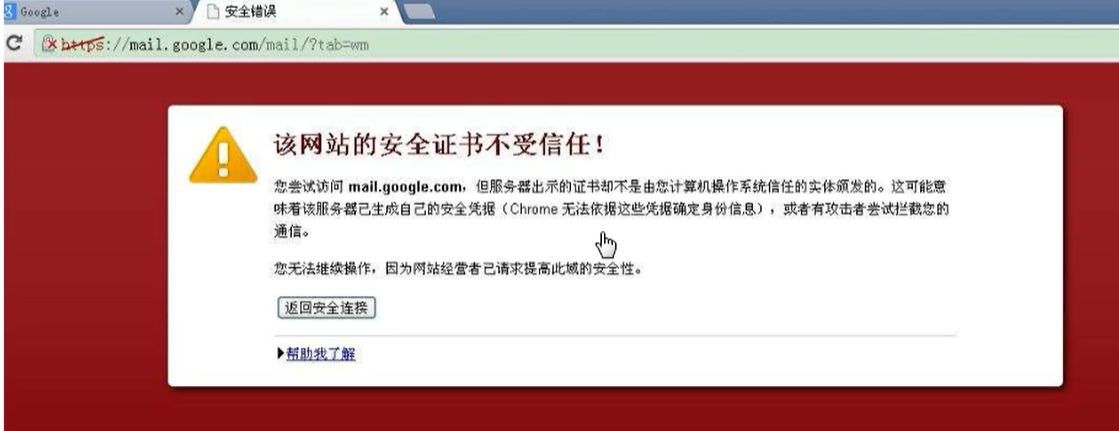 Google
安全错误
https://mail.google.com/mail/?tab=wm
该网站的安全证书不受信任！
您尝试访问 mail.google.com，但服务器出示的证书却不是由您计算机操作系统信任的实体颁发的。这可能意
味着该服务器已生成自己的安全凭据（Chrome 无法依据这些凭据确定身份信息），或者有攻击者尝试拦截您的
通信。
您无法继续操作，因为网站经营者已请求提高此域的安全性。
返回安全连接
帮助我了解